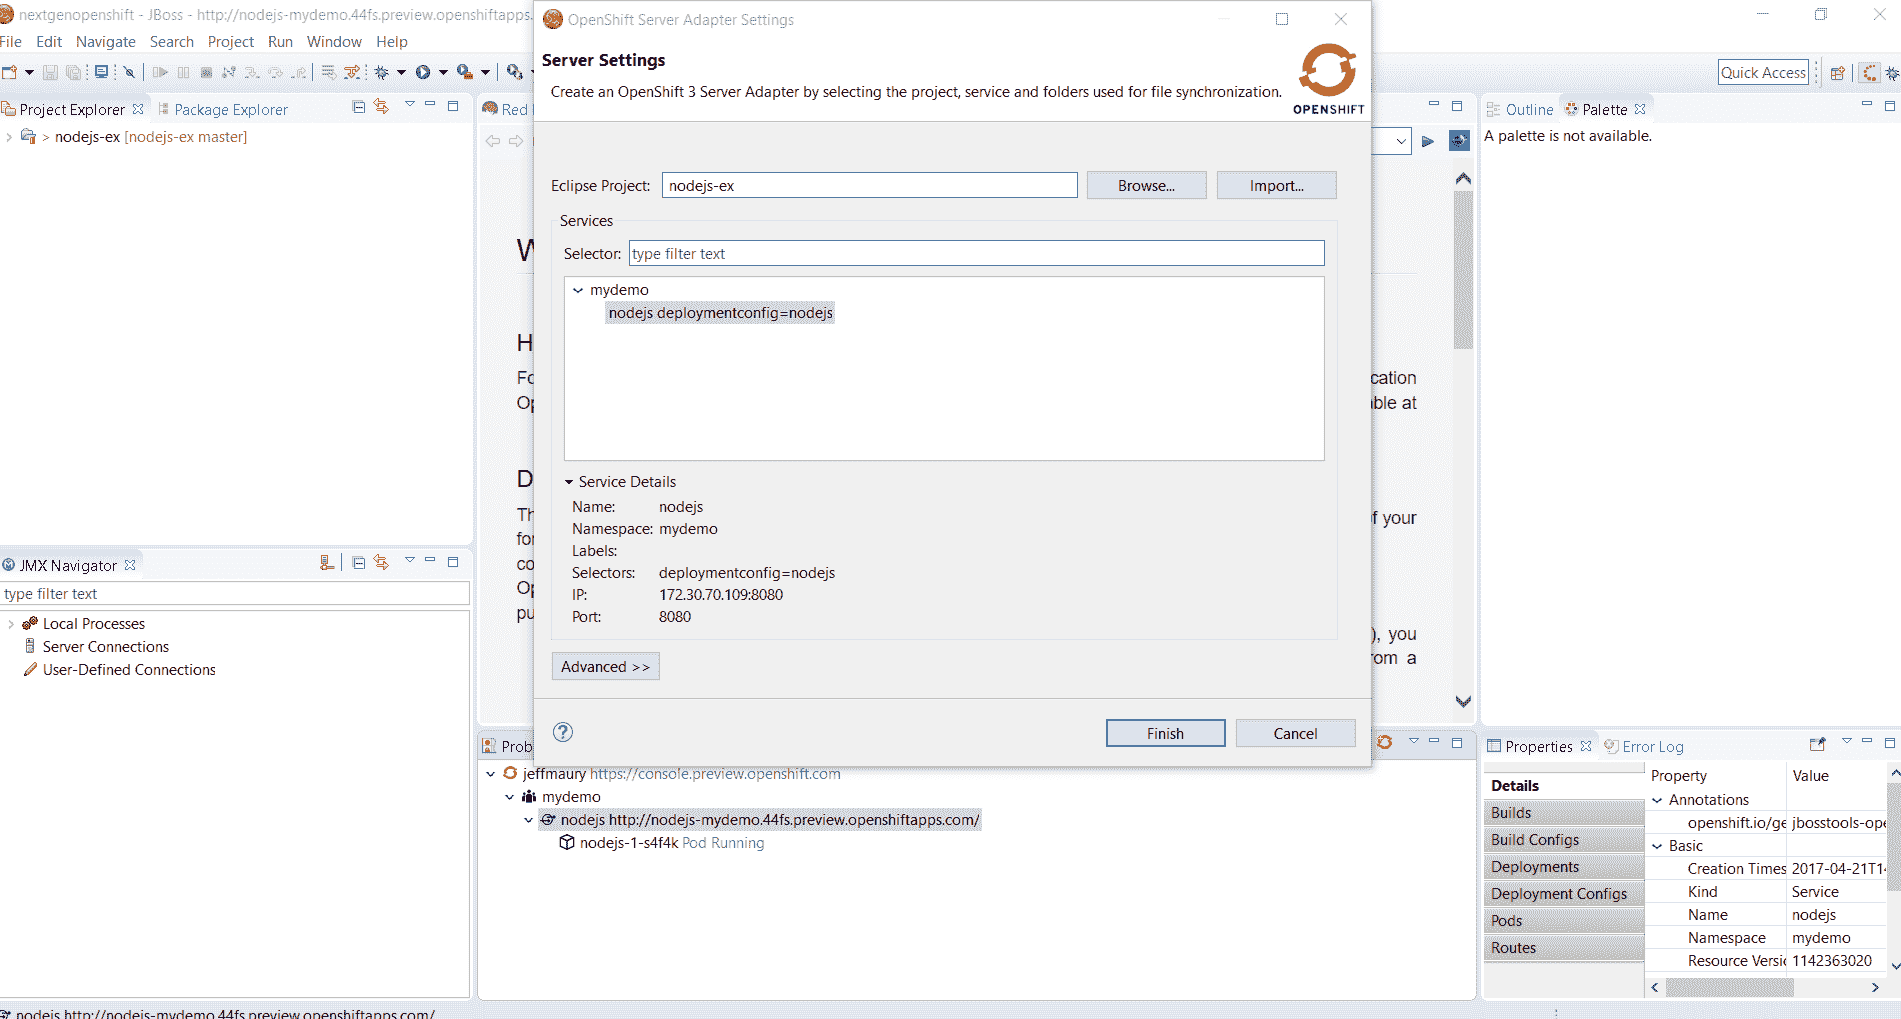 nextgenopenshift - JBoss - http://nodejs-mydemo.44fs.preview.openshiftapps.
File Edit Navigate Search Project Run Window Help
Quick Access
Project Explorer
Package Explorer
> nodejs-ex [nodejs-ex master]
JMX Navigator
type filter text
Local Processes
Server Connections
User-Defined Connections
Red
W
H
Fo
Op
D
Th
for
co
Op
pu
cation
able at
f your
), you
rom a
OpenShift Server Adapter Settings
Server Settings
Create an OpenShift 3 Server Adapter by selecting the project, service and folders used for file synchronization.
OPENSHIFT
Eclipse Project: nodejs-ex Browse... Import...
Services
Selector: type filter text
mydemo
nodejs deploymentconfig=nodejs
Service Details
Name: nodejs
Namespace: mydemo
Labels:
Selectors: deploymentconfig=nodejs
IP: 172.30.70.109:8080
Port: 8080
Advanced >>
Finish Cancel
Outline
Palette
A palette is not available.
Prob
jeffmaury https://console.preview.openshift.com
mydemo
nodejs http://nodejs-mydemo.44fs.preview.openshiftapps.com/
nodejs-1-s4f4k Pod Running
Properties
Error Log
Details
Builds
Build Configs
Deployments
Deployment Configs
Pods
Routes
Property Value
Annotations
openshift.io/ge jbosstools-ope
Basic
Creation Times 2017-04-21T1
Kind Service
Name nodejs
Namespace mydemo
Resource Versi 1142363020
nodejs http://nodejs-mydemo.44fs.preview.openshiftapps.com/